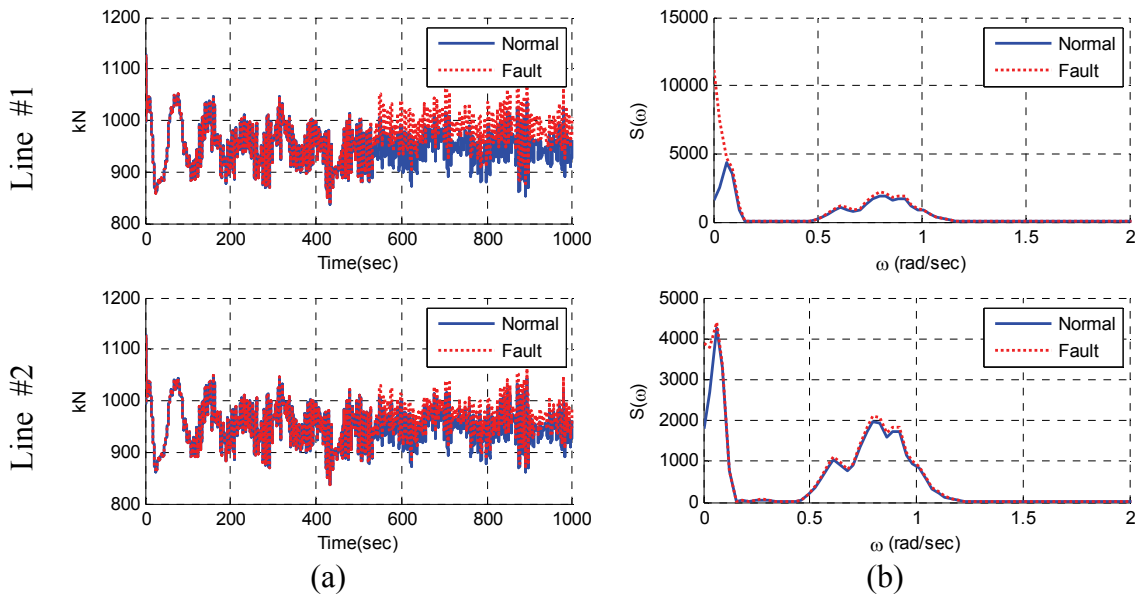 Line #1
kN
1200
1100
1000
900
800
0 200 400 600 800 1000
Time(sec)
Normal
Fault
S(ω)
15000
10000
5000
0
0 0.5 1 1.5 2
ω (rad/sec)
Normal
Fault
Line #2
kN
1200
1100
1000
900
800
0 200 400 600 800 1000
Time(sec)
Normal
Fault
(a)
S(ω)
5000
4000
3000
2000
1000
0
0 0.5 1 1.5 2
ω (rad/sec)
Normal
Fault
(b)